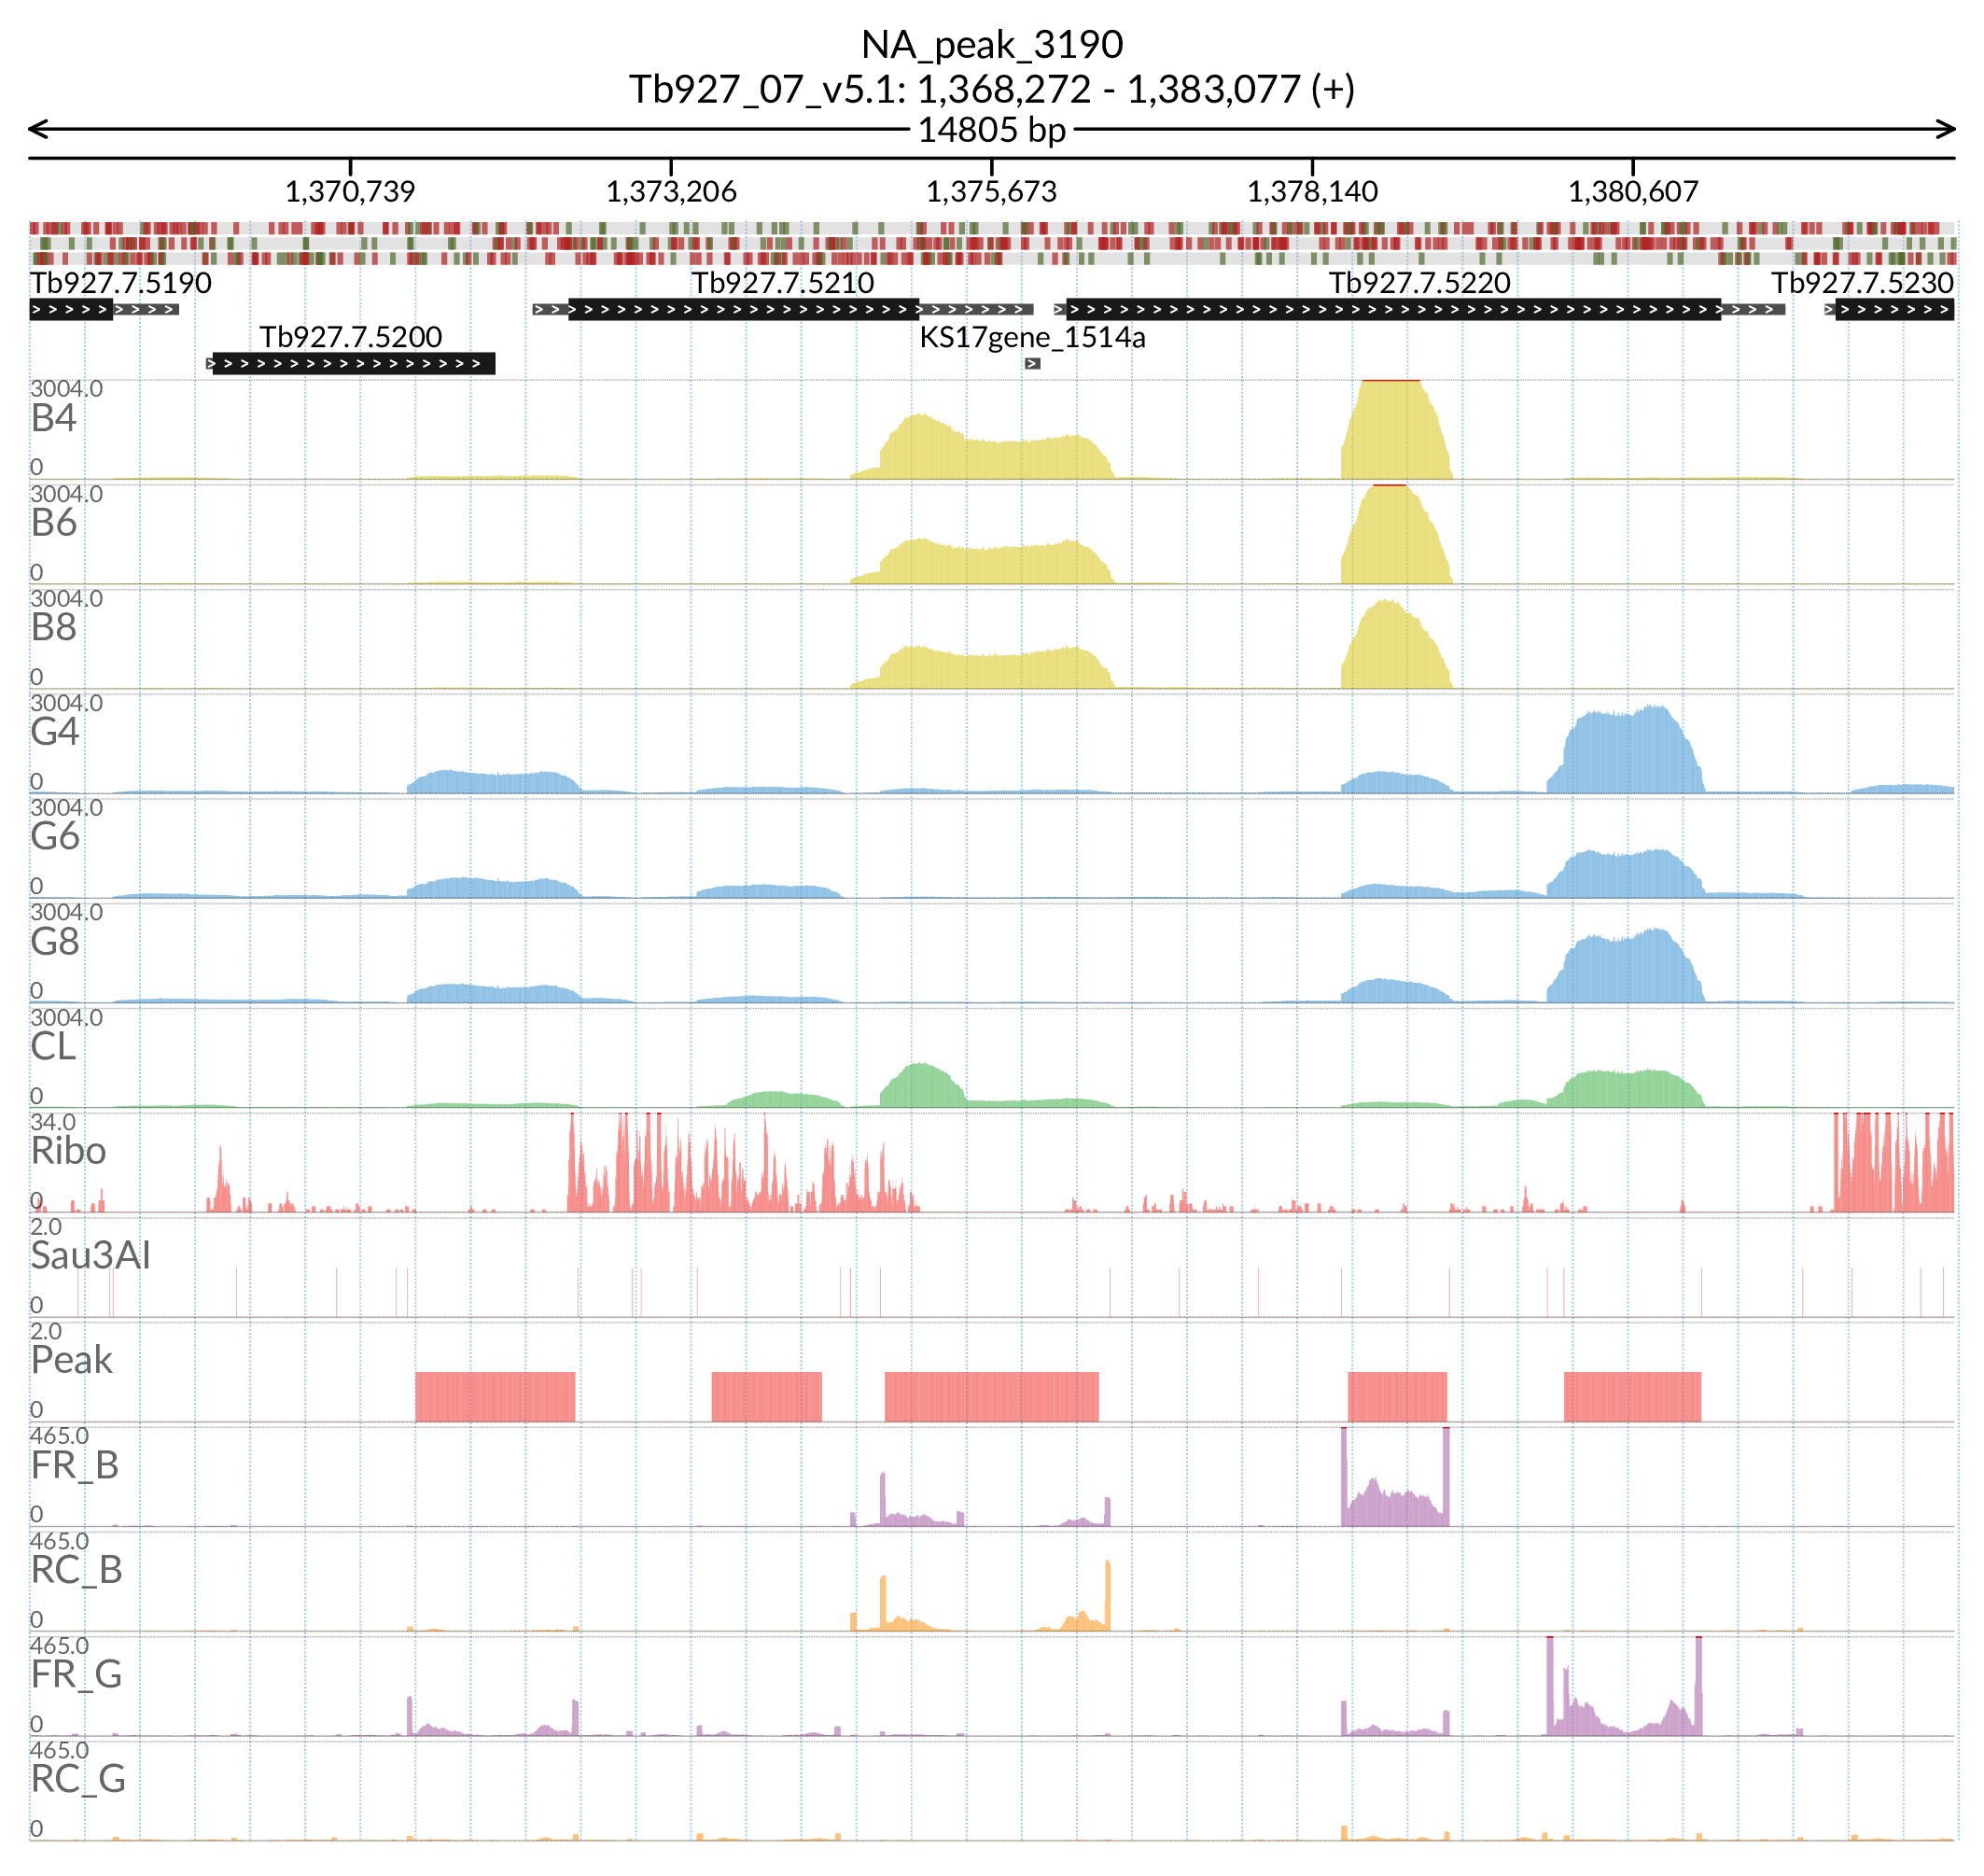 NA_peak_3190
Tb927_07_v5.1: 1,368,272 - 1,383,077 (+)
14805 bp
1,370,739 1,373,206 1,375,673 1,378,140 1,380,607
Tb927.7.5190 Tb927.7.5210 Tb927.7.5220 Tb927.7.5230
Tb927.7.5200 KS17gene_1514a
3004.0
B4
0
3004.0
B6
0
3004.0
B8
0
3004.0
G4
0
3004.0
G6
0
3004.0
G8
0
3004.0
CL
0
34.0
Ribo
0
2.0
Sau3AI
0
2.0
Peak
0
465.0
FR_B
0
465.0
RC_B
0
465.0
FR_G
0
465.0
RC_G
0